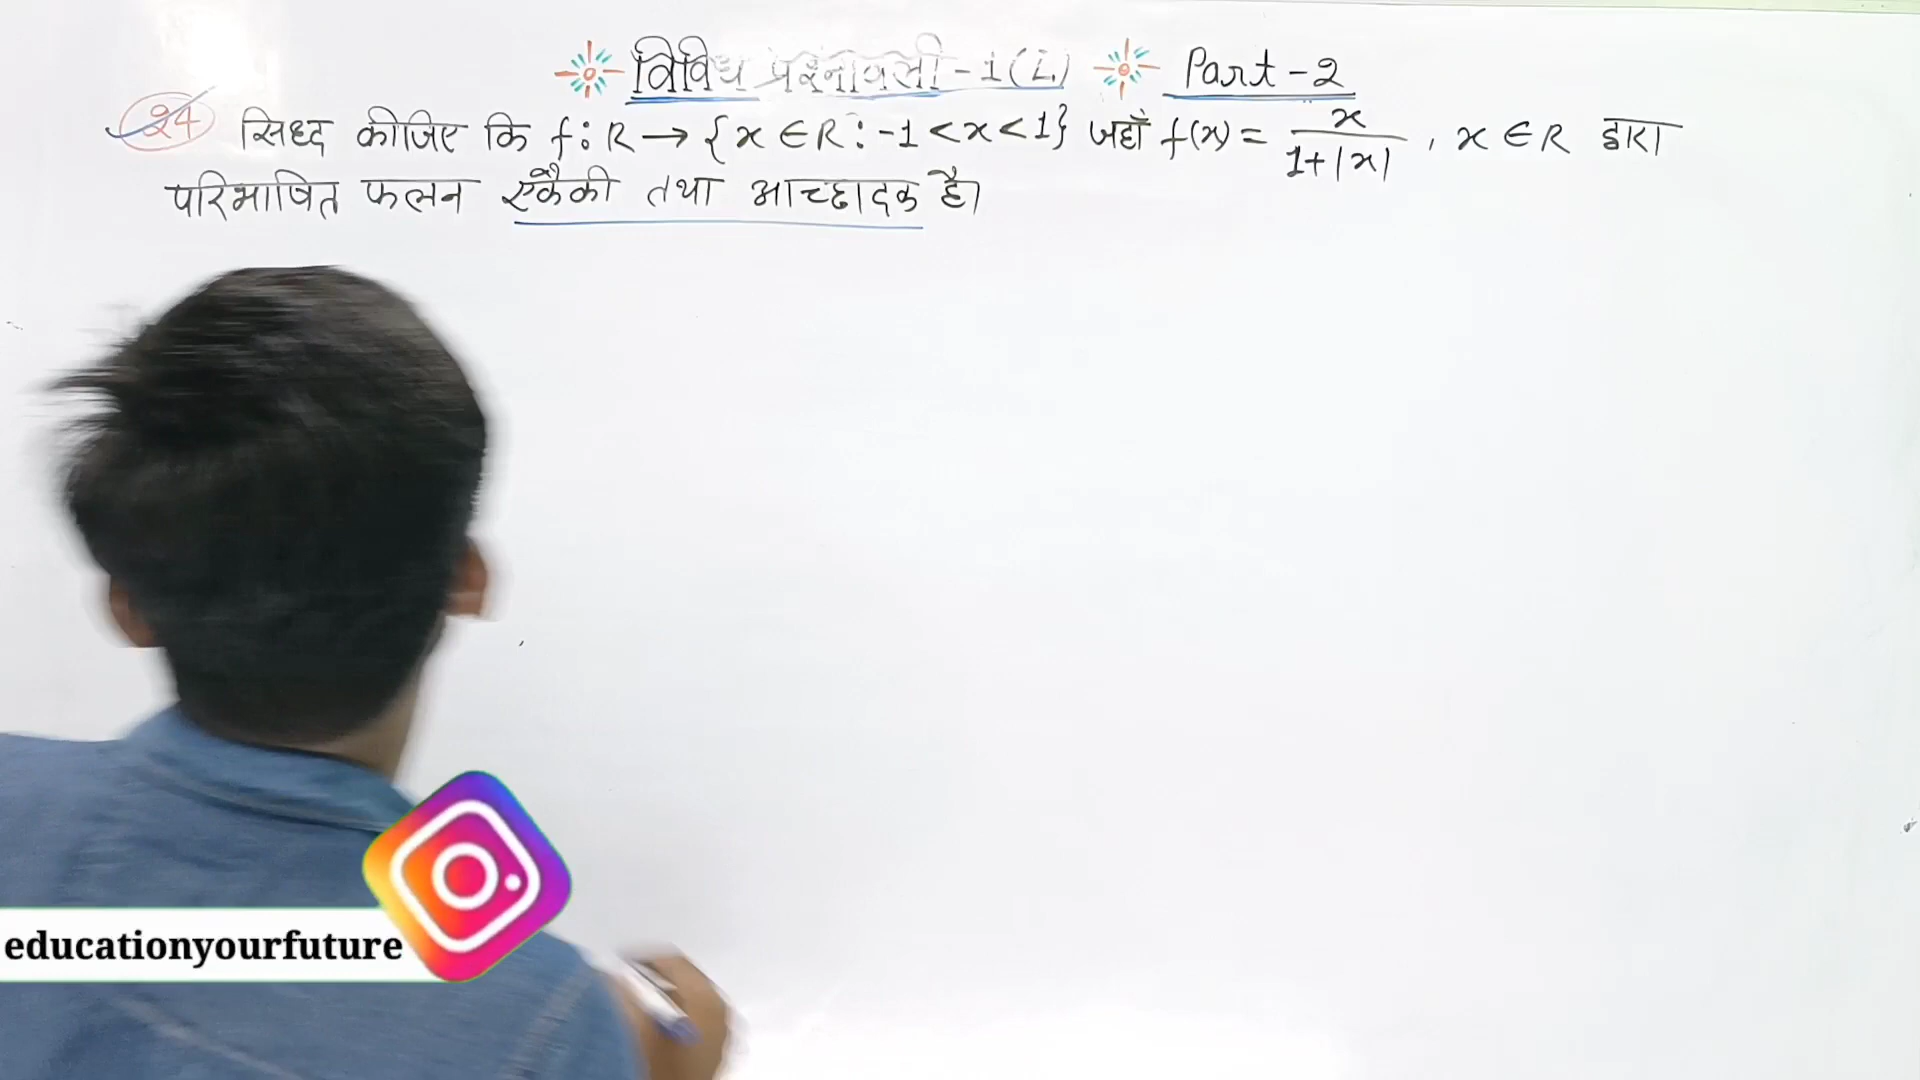 विविध प्रश्नावली-1(i) Part-2
24 सिध्द कीजिए कि f: R → {x ∈ R : -1 < x < 1} जहाँ f(x) = x/(1+|x|), x ∈ R द्वारा
परिभाषित फलन एकैकी तथा आच्छादक है।
educationyourfuture